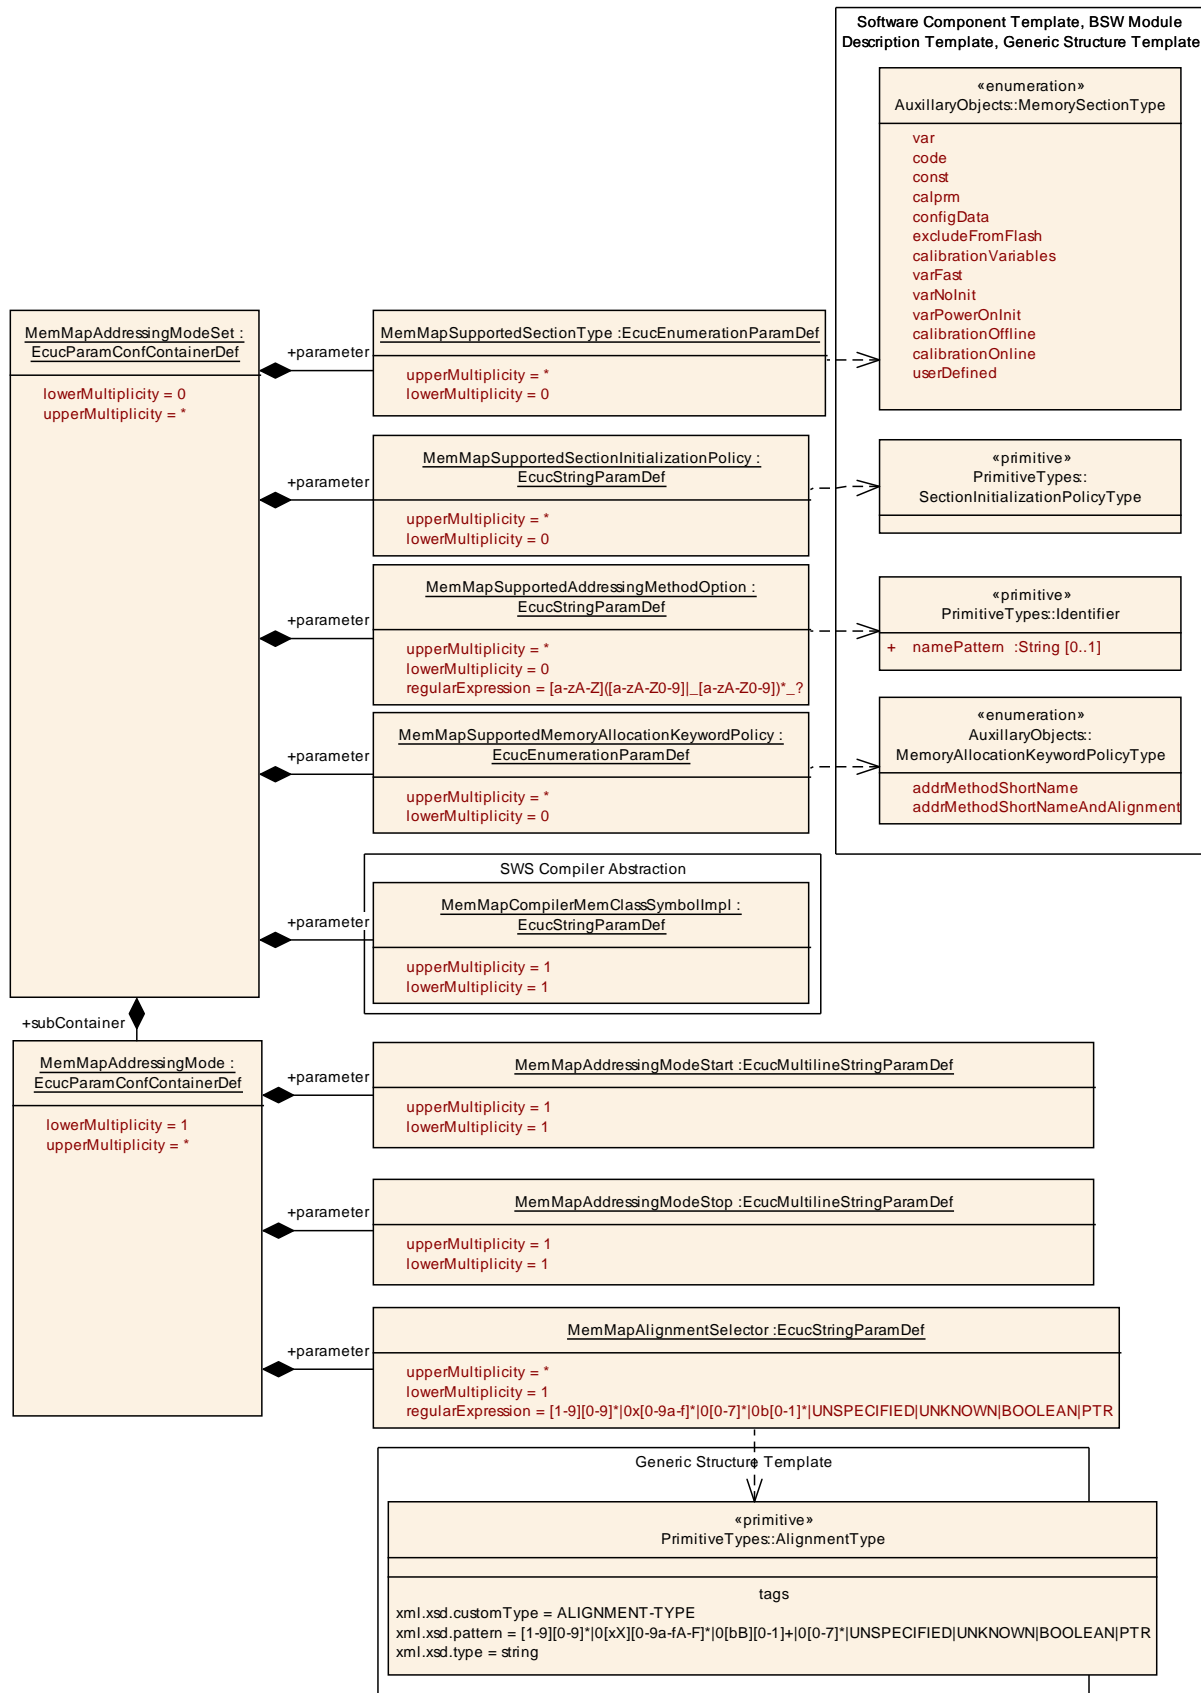 Software Component Template, BSW Module
Description Template, Generic Structure Template
«enumeration»
AuxillaryObjects::MemorySectionType
var
code
const
calprm
configData
excludeFromFlash
calibrationVariables
varFast
varNoInit
varPowerOnInit
calibrationOffline
calibrationOnline
userDefined
MemMapAddressingModeSet :
EcucParamConfContainerDef
lowerMultiplicity = 0
upperMultiplicity = *
+parameter
MemMapSupportedSectionType :EcucEnumerationParamDef
upperMultiplicity = *
lowerMultiplicity = 0
+parameter
MemMapSupportedSectionInitializationPolicy :
EcucStringParamDef
upperMultiplicity = *
lowerMultiplicity = 0
«primitive»
PrimitiveTypes::
SectionInitializationPolicyType
+parameter
MemMapSupportedAddressingMethodOption :
EcucStringParamDef
upperMultiplicity = *
lowerMultiplicity = 0
regularExpression = [a-zA-Z]([a-zA-Z0-9]|_[a-zA-Z0-9])*_?
«primitive»
PrimitiveTypes::Identifier
+ namePattern :String [0..1]
+parameter
MemMapSupportedMemoryAllocationKeywordPolicy :
EcucEnumerationParamDef
upperMultiplicity = *
lowerMultiplicity = 0
«enumeration»
AuxillaryObjects::
MemoryAllocationKeywordPolicyType
addrMethodShortName
addrMethodShortNameAndAlignment
SWS Compiler Abstraction
+parameter
MemMapCompilerMemClassSymbolImpl :
EcucStringParamDef
upperMultiplicity = 1
lowerMultiplicity = 1
+subContainer
MemMapAddressingMode :
EcucParamConfContainerDef
lowerMultiplicity = 1
upperMultiplicity = *
+parameter
MemMapAddressingModeStart :EcucMultilineStringParamDef
upperMultiplicity = 1
lowerMultiplicity = 1
+parameter
MemMapAddressingModeStop :EcucMultilineStringParamDef
upperMultiplicity = 1
lowerMultiplicity = 1
+parameter
MemMapAlignmentSelector :EcucStringParamDef
upperMultiplicity = *
lowerMultiplicity = 1
regularExpression = [1-9][0-9]*|0x[0-9a-f]*|0[0-7]*|0b[0-1]*|UNSPECIFIED|UNKNOWN|BOOLEAN|PTR
Generic Structure Template
«primitive»
PrimitiveTypes::AlignmentType
tags
xml.xsd.customType = ALIGNMENT-TYPE
xml.xsd.pattern = [1-9][0-9]*|0[xX][0-9a-fA-F]*|0[bB][0-1]+|0[0-7]*|UNSPECIFIED|UNKNOWN|BOOLEAN|PTR
xml.xsd.type = string